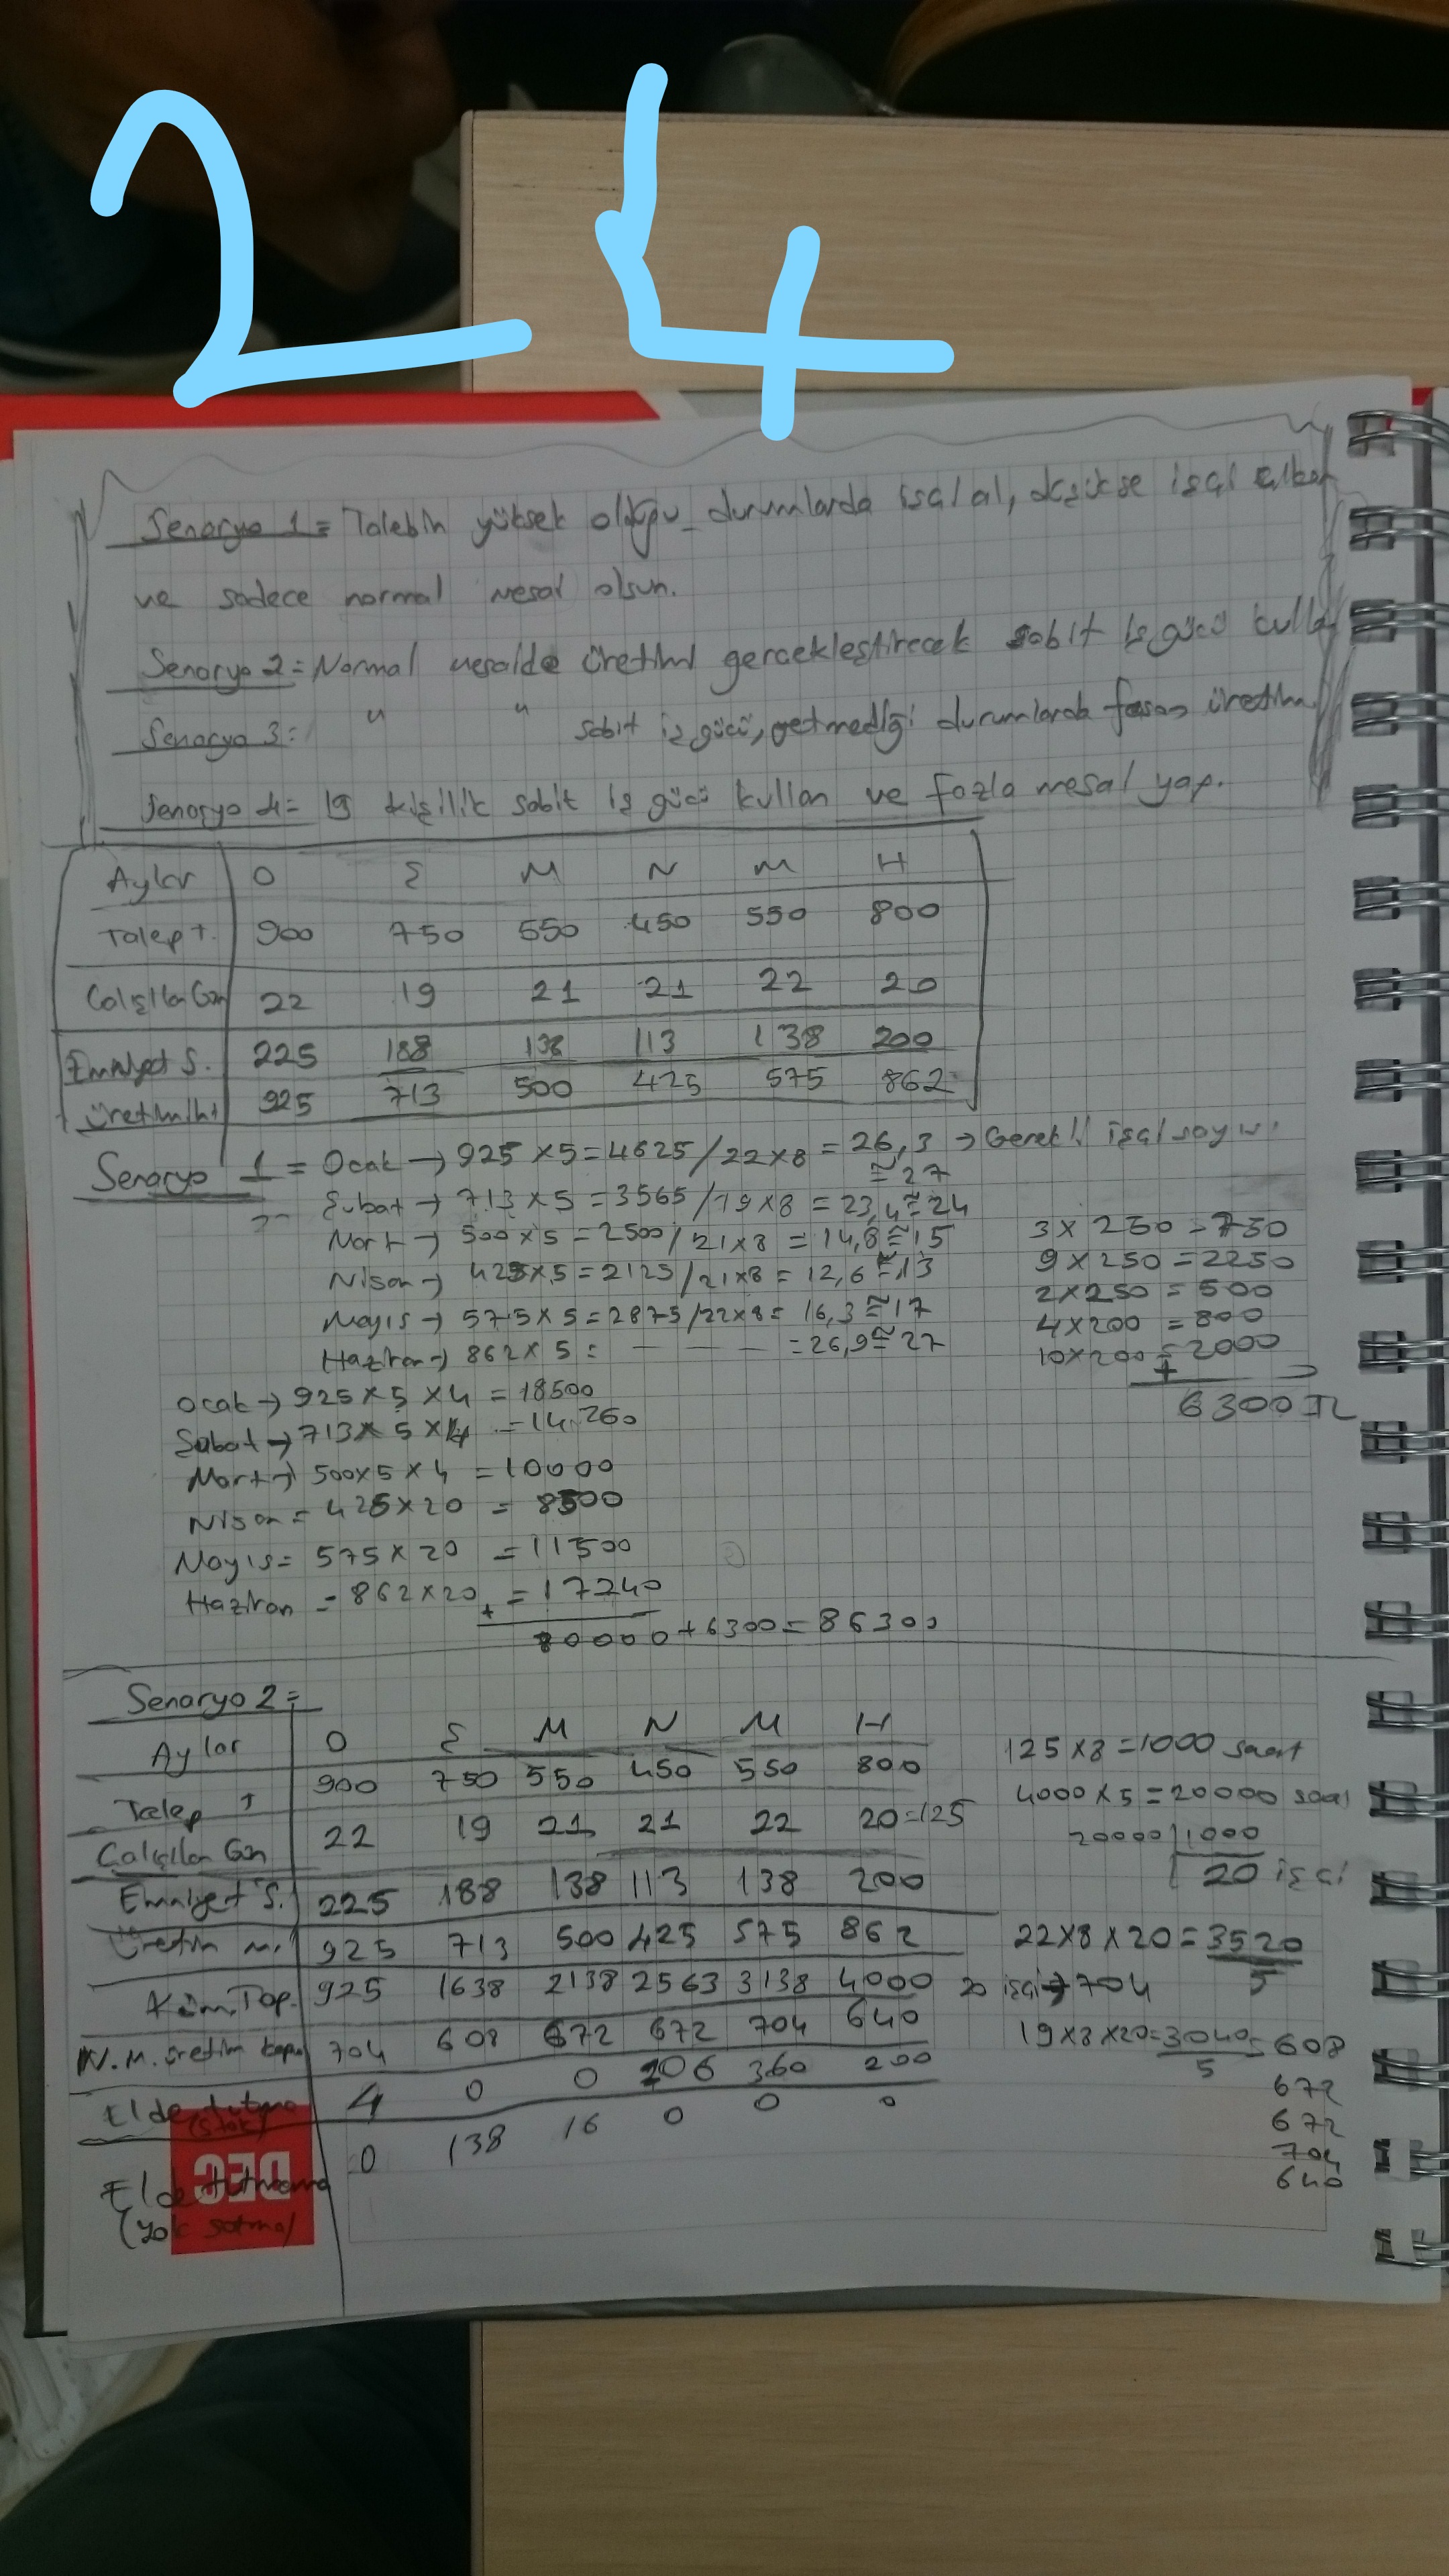 24
Senaryo 1 = Talebin yüksek olduğu durumlarda işçi al, düşükse işçi çıkar
ve sadece normal mesai olsun.
Senaryo 2 = Normal mesaide üretimi gerçekleştirecek sabit iş gücü kullan
Senaryo 3 : " " sabit iş gücü, yetmediği durumlarda fason üretim
Senaryo 4 = 19 kişilik sabit iş gücü kullan ve fazla mesai yap.
Aylar O Ş M N M H
Talep T. 900 750 550 450 550 800
Çalışılan Gün 22 19 21 21 22 20
Emniyet S. 225 188 138 113 138 200
Üretim İht 925 713 500 425 575 862
Senaryo 1 = Ocak → 925 x 5 = 4625 / 22 x 8 = 26,3 → Gerekli işçi sayısı
≅ 27
Şubat → 713 x 5 = 3565 / 19 x 8 = 23,4 ≅ 24
Mart → 500 x 5 = 2500 / 21 x 8 = 14,8 ≅ 15
Nisan → 425 x 5 = 2125 / 21 x 8 = 12,6 ≅ 13
Mayıs → 575 x 5 = 2875 / 22 x 8 = 16,3 ≅ 17
Haziran → 862 x 5 = — — — = 26,9 ≅ 27
3 x 250 = 750
9 x 250 = 2250
2 x 250 = 500
4 x 200 = 800
10 x 200 = 2000
+
6300 TL
Ocak → 925 x 5 x 4 = 18500
Şubat → 713 x 5 x 4 = 14.260
Mart → 500 x 5 x 4 = 10000
Nisan = 425 x 20 = 8500
Mayıs = 575 x 20 = 11500
Haziran = 862 x 20 = 17240
+
80000 + 6300 = 86300
Senaryo 2 =
Aylar O Ş M N M H
Talep T 900 750 550 450 550 800
Çalışılan Gün 22 19 21 21 22 20 = 125
Emniyet S. 225 188 138 113 138 200
Üretim m. 925 713 500 425 575 862
Küm. Top. 925 1638 2138 2563 3138 4000
N.M. üretim kapa 704 608 672 672 704 640
Elde tutma (Stok) 4 0 0 206 360 200
Elde tutmama (yok satma) 0 138 16 0 0 0
125 x 8 = 1000 saat
4000 x 5 = 20000 saat
20000 | 1000
20 işçi
22 x 8 x 20 = 3520
5
20 işçi → 704
19 x 8 x 20 = 3040 = 608
5
672
672
704
640
DEC